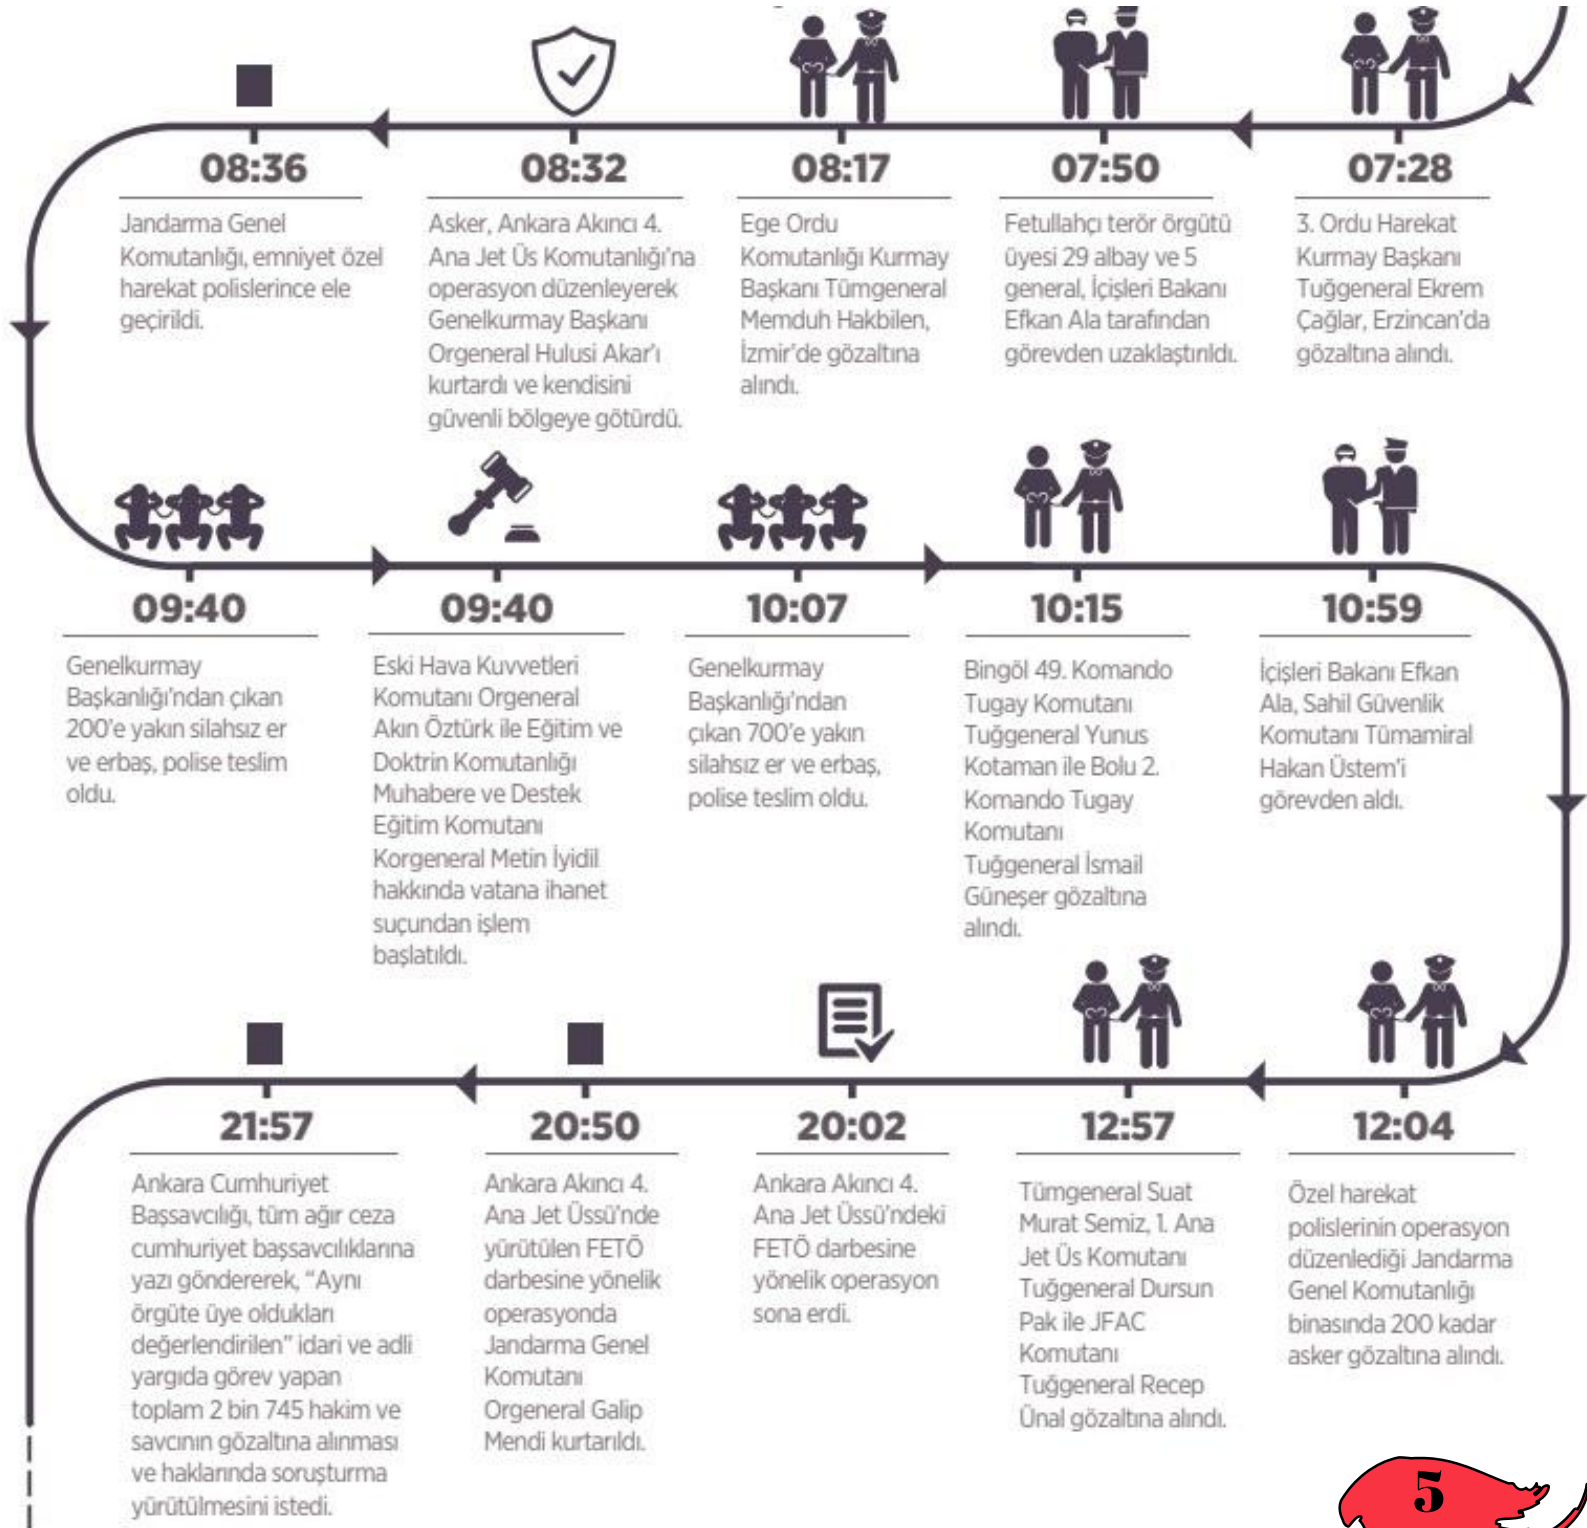 07:28
3. Ordu Harekat
Kurmay Başkanı
Tuğgeneral Ekrem
Çağlar, Erzincan'da
gözaltına alındı.
07:50
Fetullahçı terör örgütü
üyesi 29 albay ve 5
general, İçişleri Bakanı
Efkan Ala tarafından
görevden uzaklaştırıldı.
08:17
Ege Ordu
Komutanlığı Kurmay
Başkanı Tümgeneral
Memduh Hakbilen,
İzmir'de gözaltına
alındı.
08:32
Asker, Ankara Akıncı 4.
Ana Jet Üs Komutanlığı'na
operasyon düzenleyerek
Genelkurmay Başkanı
Orgeneral Hulusi Akar'ı
kurtardı ve kendisini
güvenli bölgeye götürdü.
08:36
Jandarma Genel
Komutanlığı, emniyet özel
harekat polislerince ele
geçirildi.
09:40
Genelkurmay
Başkanlığı'ndan çıkan
200'e yakın silahsız er
ve erbaş, polise teslim
oldu.
09:40
Eski Hava Kuvvetleri
Komutanı Orgeneral
Akın Öztürk ile Eğitim ve
Doktrin Komutanlığı
Muhabere ve Destek
Eğitim Komutanı
Korgeneral Metin İyidil
hakkında vatana ihanet
suçundan işlem
başlatıldı.
10:07
Genelkurmay
Başkanlığı'ndan
çıkan 700'e yakın
silahsız er ve erbaş,
polise teslim oldu.
10:15
Bingöl 49. Komando
Tugay Komutanı
Tuğgeneral Yunus
Kotaman ile Bolu 2.
Komando Tugay
Komutanı
Tuğgeneral İsmail
Güneşer gözaltına
alındı.
10:59
İçişleri Bakanı Efkan
Ala, Sahil Güvenlik
Komutanı Tümamiral
Hakan Üstem'i
görevden aldı.
12:04
Özel harekat
polislerinin operasyon
düzenlediği Jandarma
Genel Komutanlığı
binasında 200 kadar
asker gözaltına alındı.
12:57
Tümgeneral Suat
Murat Semiz, 1. Ana
Jet Üs Komutanı
Tuğgeneral Dursun
Pak ile JFAC
Komutanı
Tuğgeneral Recep
Ünal gözaltına alındı.
20:02
Ankara Akıncı 4.
Ana Jet Üssü'ndeki
FETÖ darbesine
yönelik operasyon
sona erdi.
20:50
Ankara Akıncı 4.
Ana Jet Üssü'nde
yürütülen FETÖ
darbesine yönelik
operasyonda
Jandarma Genel
Komutanı
Orgeneral Galip
Mendi kurtarıldı.
21:57
Ankara Cumhuriyet
Başsavcılığı, tüm ağır ceza
cumhuriyet başsavcılıklarına
yazı göndererek, "Aynı
örgüte üye oldukları
değerlendirilen" idari ve adli
yargıda görev yapan
toplam 2 bin 745 hakim ve
savcının gözaltına alınması
ve haklarında soruşturma
yürütülmesini istedi.
5